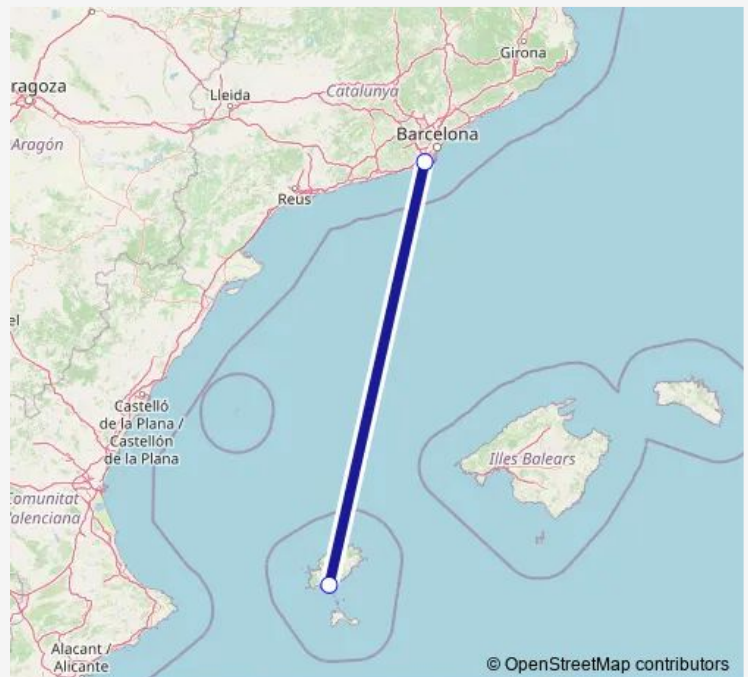 Girona
ragoza
Lleida
Catalunya
Barcelona
Aragón
Reus
el
Castelló
de la Plana /
Castellón
de la Plana
Illes Balears
Comunitat
Valenciana
Alacant /
Alicante
© OpenStreetMap contributors